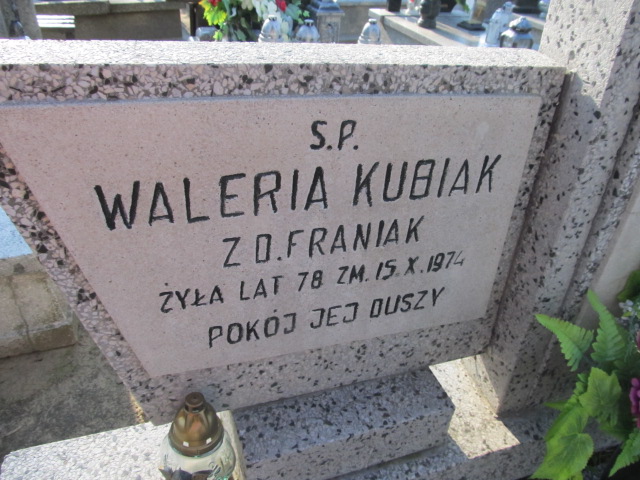 S.P.
WALERIA KUBIAK
Z D. FRANIAK
ŻYŁA LAT 78 ZM. 15.X.1974
POKÓJ JEJ DUSZY